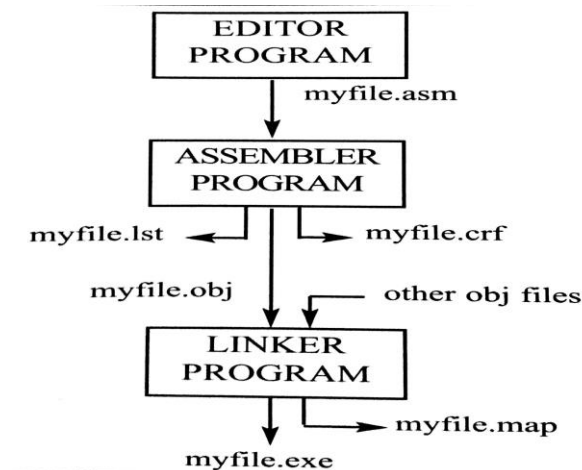 EDITOR
PROGRAM
myfile.asm
ASSEMBLER
PROGRAM
myfile.lst
myfile.crf
myfile.obj
other obj files
LINKER
PROGRAM
myfile.map
myfile.exe